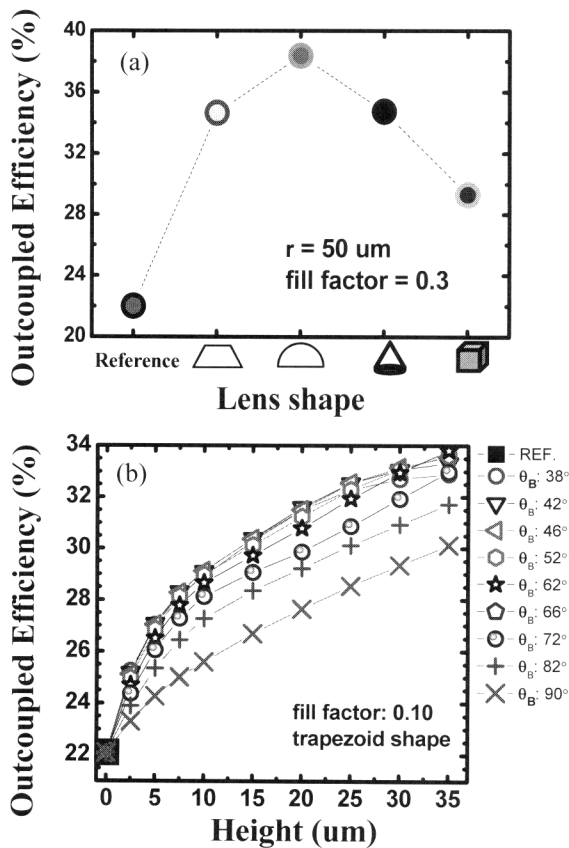 Outcoupled Efficiency (%)
40
36
32
28
24
22
20
(a)
r = 50 um
fill factor = 0.3
Reference
Lens shape
Outcoupled Efficiency (%)
34
32
30
28
26
24
22
(b)
fill factor: 0.10
trapezoid shape
0 5 10 15 20 25 30 35
Height (um)
REF.
θB: 38°
θB: 42°
θB: 46°
θB: 52°
θB: 62°
θB: 66°
θB: 72°
θB: 82°
θB: 90°